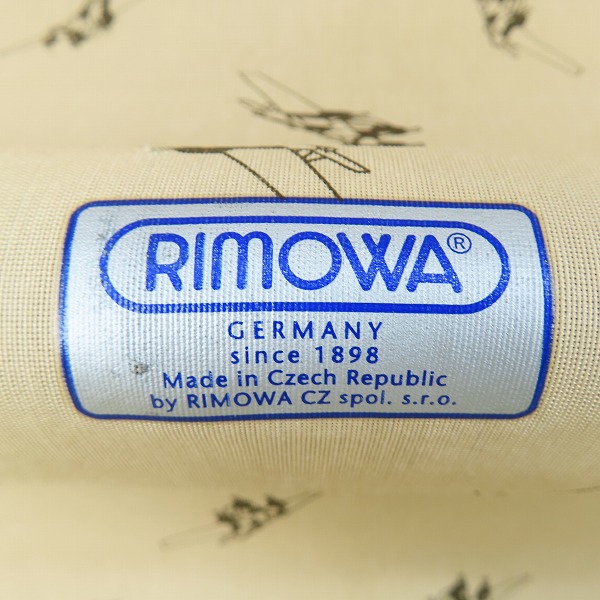 RIMOWA®
GERMANY
since 1898
Made in Czech Republic
by RIMOWA CZ spol. s.r.o.